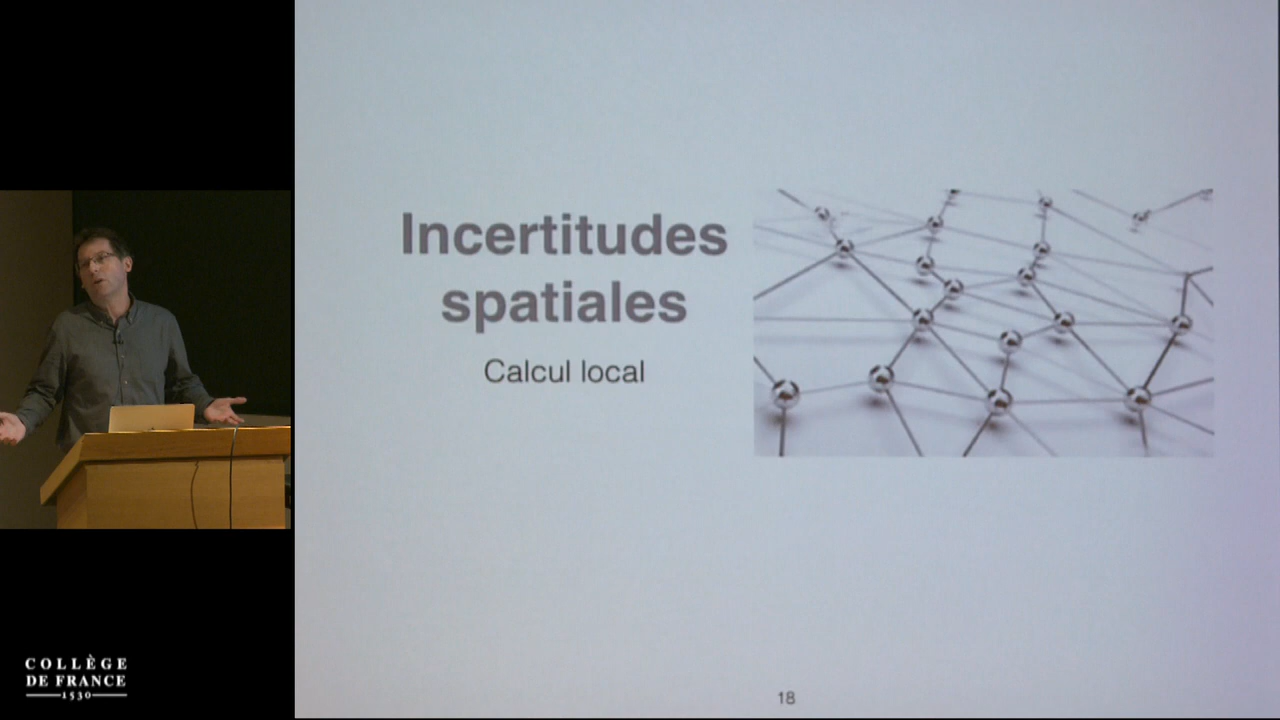 Incertitudes
spatiales
Calcul local
18
COLLÈGE
DE FRANCE
1530